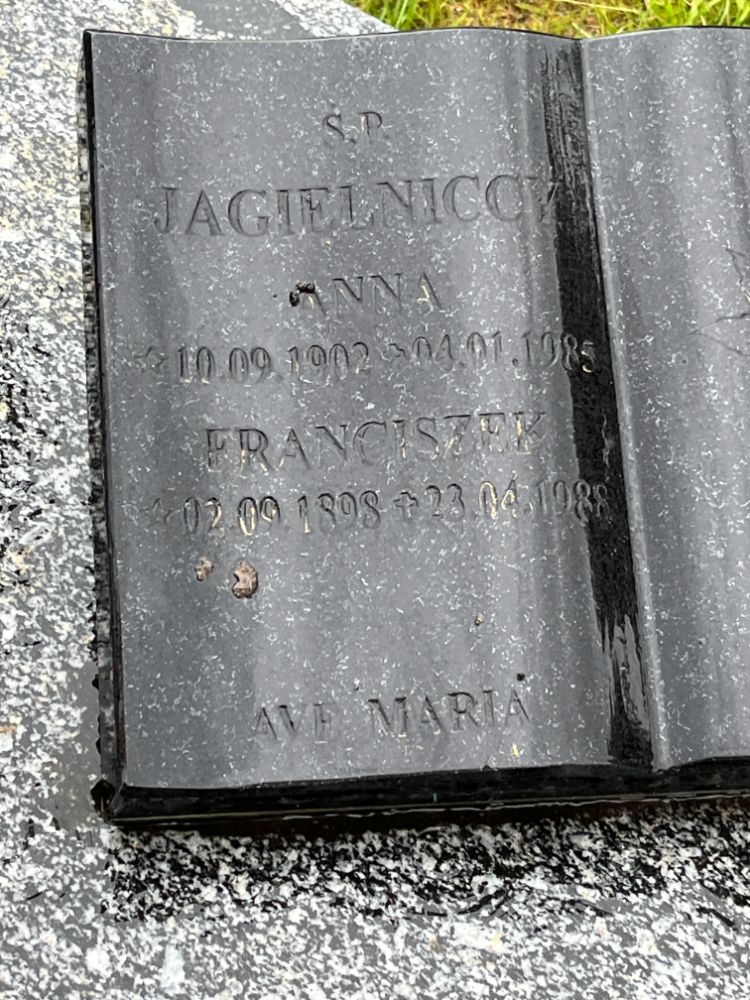 Ś.P.
JAGIELNICCY
ANNA
* 10.09.1902 + 04.01.1985
FRANCISZEK
* 02.09.1898 + 23.04.1988
AVE MARIA